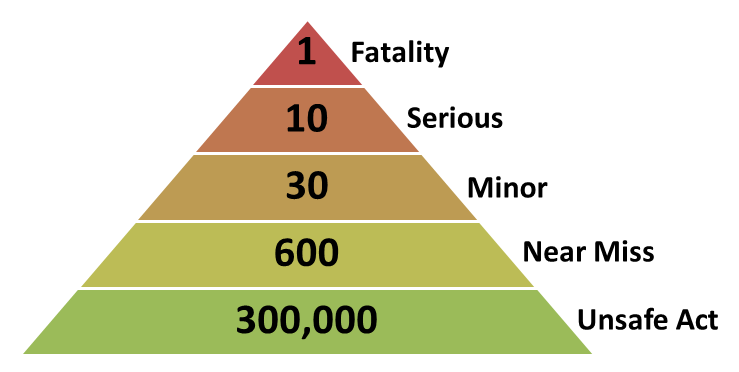 1 Fatality
10 Serious
30 Minor
600 Near Miss
300,000 Unsafe Act